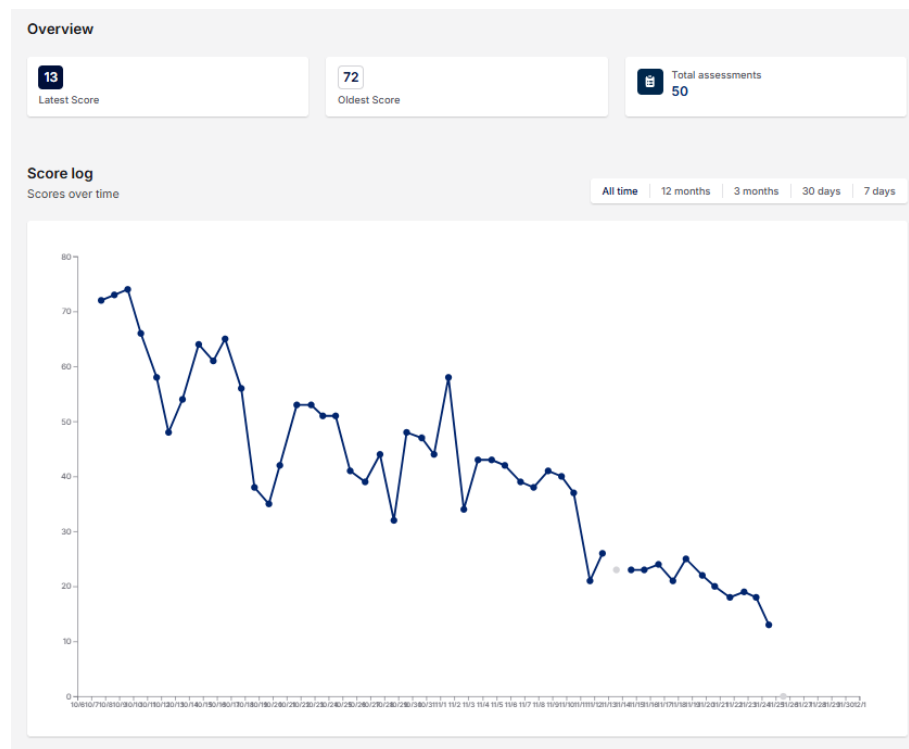 Overview
13
Latest Score
72
Oldest Score
Total assessments
50
Score log
Scores over time
All time
12 months
3 months
30 days
7 days
80
70
60
50
40
30
20
10
0